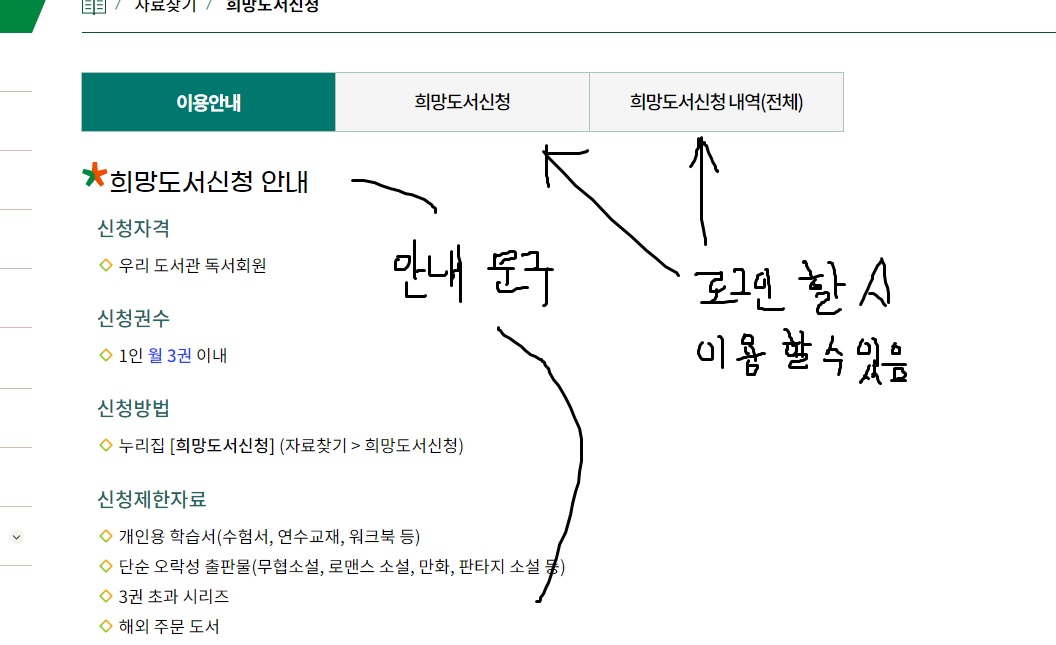 / 자료찾기 / 희망도서신청
이용안내 희망도서신청 희망도서신청 내역(전체)
희망도서신청 안내
신청자격
우리 도서관 독서회원
안내 문구
로그인 할 시
이용 할 수 있음
신청권수
1인 월 3권 이내
신청방법
누리집 [희망도서신청] (자료찾기 > 희망도서신청)
신청제한자료
개인용 학습서(수험서, 연수교재, 워크북 등)
단순 오락성 출판물(무협소설, 로맨스 소설, 만화, 판타지 소설 등)
3권 초과 시리즈
해외 주문 도서